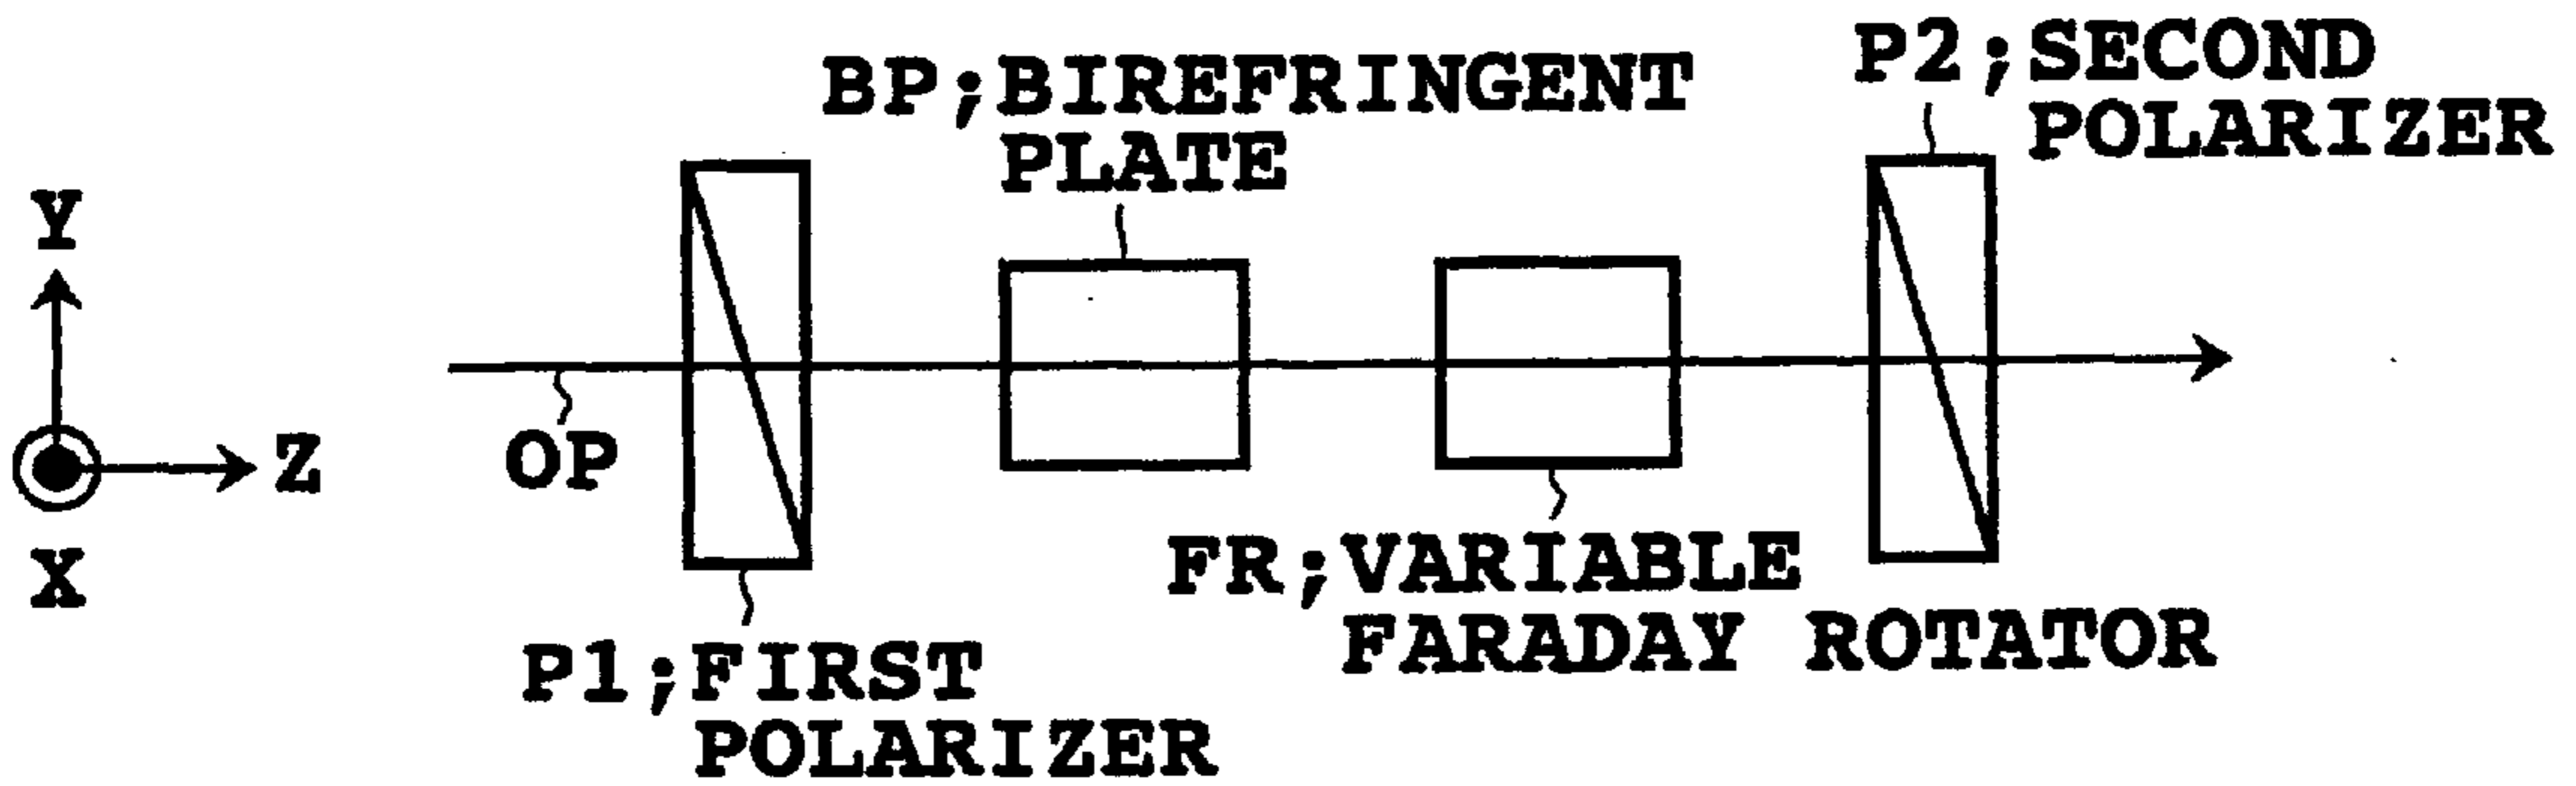 P2;SECOND
POLARIZER
BP;BIREFRINGENT
PLATE
Y
Z
X
OP
FR;VARIABLE
FARADAY ROTATOR
P1;FIRST
POLARIZER